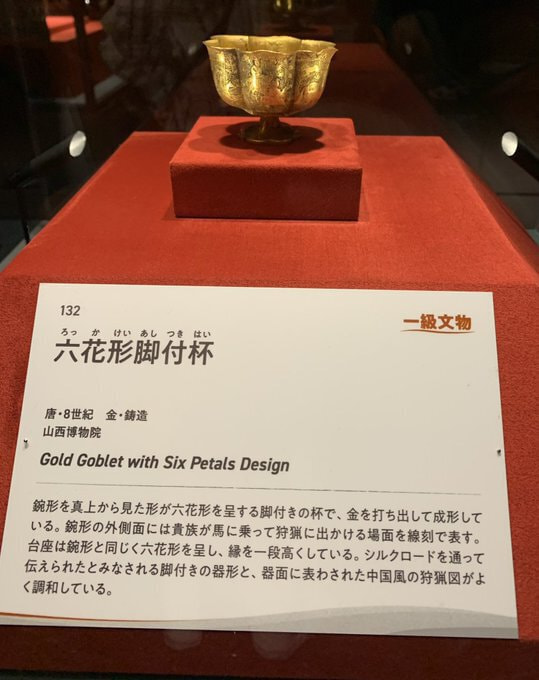 132
一級文物
ろっ か けい あし つき はい
六花形脚付杯
唐・8世紀　金・鋳造
山西博物院
Gold Goblet with Six Petals Design
鋺形を真上から見た形が六花形を呈する脚付きの杯で、金を打ち出して成形して
いる。鋺形の外側面には貴族が馬に乗って狩猟に出かける場面を線刻で表す。
台座は鋺形と同じく六花形を呈し、縁を一段高くしている。シルクロードを通って
伝えられたとみなされる脚付きの器形と、器面に表わされた中国風の狩猟図がよ
く調和している。